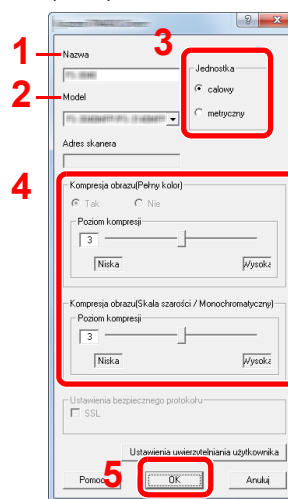 1
Nazwa
3
Jednostka
calowy
metryczny
2
Model
Adres skanera
4
Kompresja obrazu(Pełny kolor)
Tak Nie
Poziom kompresji
3
Niska Wysoka
Kompresja obrazu(Skala szarości / Monochromatyczny)
Poziom kompresji
3
Niska Wysoka
Ustawienia bezpiecznego protokołu
SSL
Ustawienia uwierzytelniania użytkownika
5
Pomoc OK Anuluj